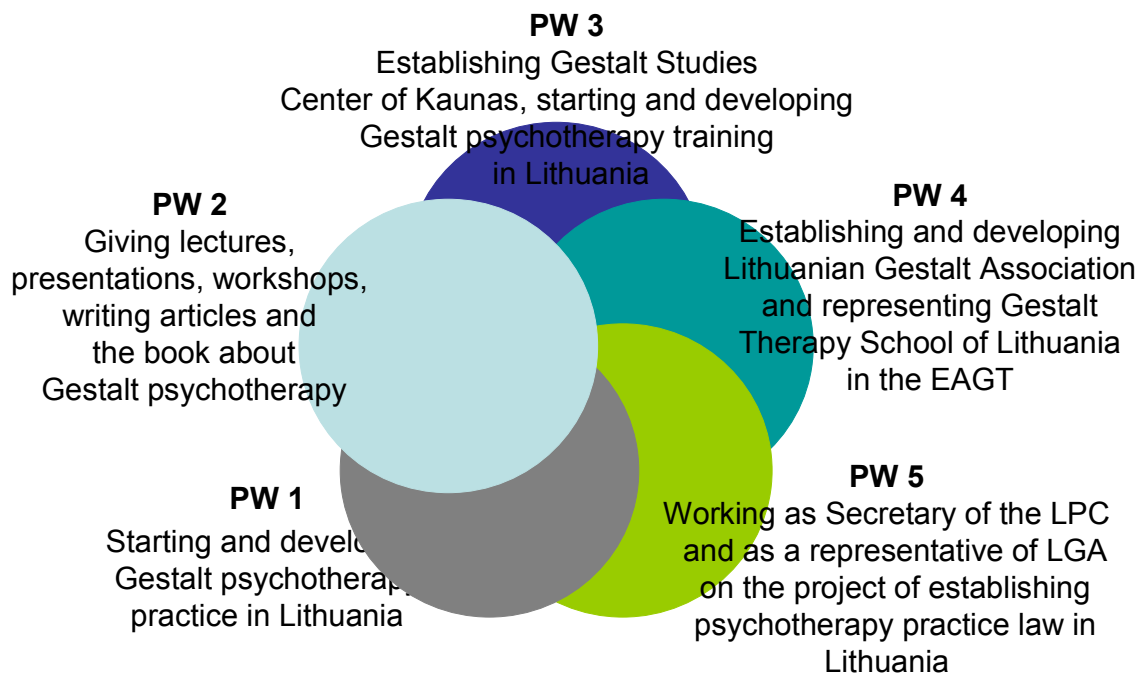 PW 3
Establishing Gestalt Studies
Center of Kaunas, starting and developing
Gestalt psychotherapy training
in Lithuania
PW 2
Giving lectures,
presentations, workshops,
writing articles and
the book about
Gestalt psychotherapy
PW 4
Establishing and developing
Lithuanian Gestalt Association
and representing Gestalt
Therapy School of Lithuania
in the EAGT
PW 1
Starting and develo
Gestalt psychotherapy
practice in Lithuania
PW 5
Working as Secretary of the LPC
and as a representative of LGA
on the project of establishing
psychotherapy practice law in
Lithuania